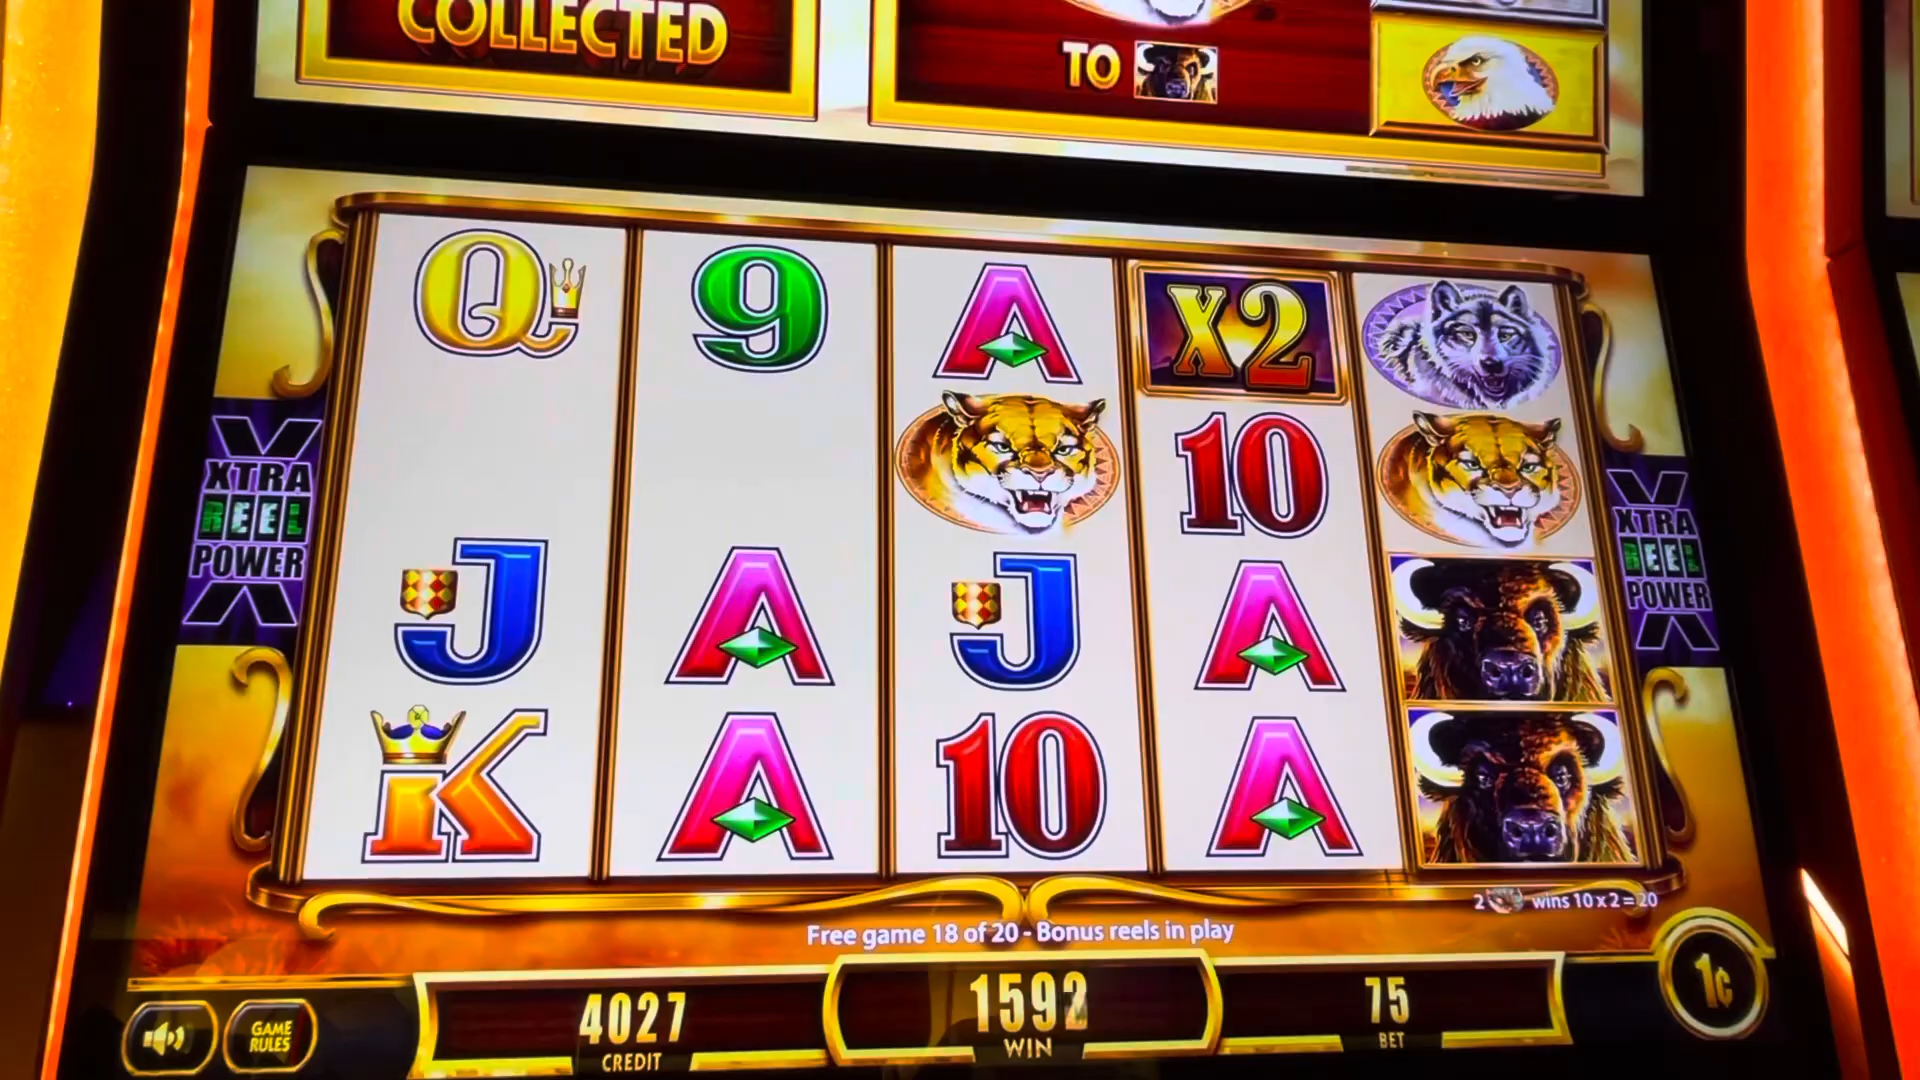 COLLECTED
TO
Q 9 A X2
10
J A J A
K A 10 A
XTRA
REEL
POWER
XTRA
REEL
POWER
2 wins 10 x 2 = 20
Free game 18 of 20 - Bonus reels in play
GAME
RULES
4027
CREDIT
WIN
75
BET
1¢